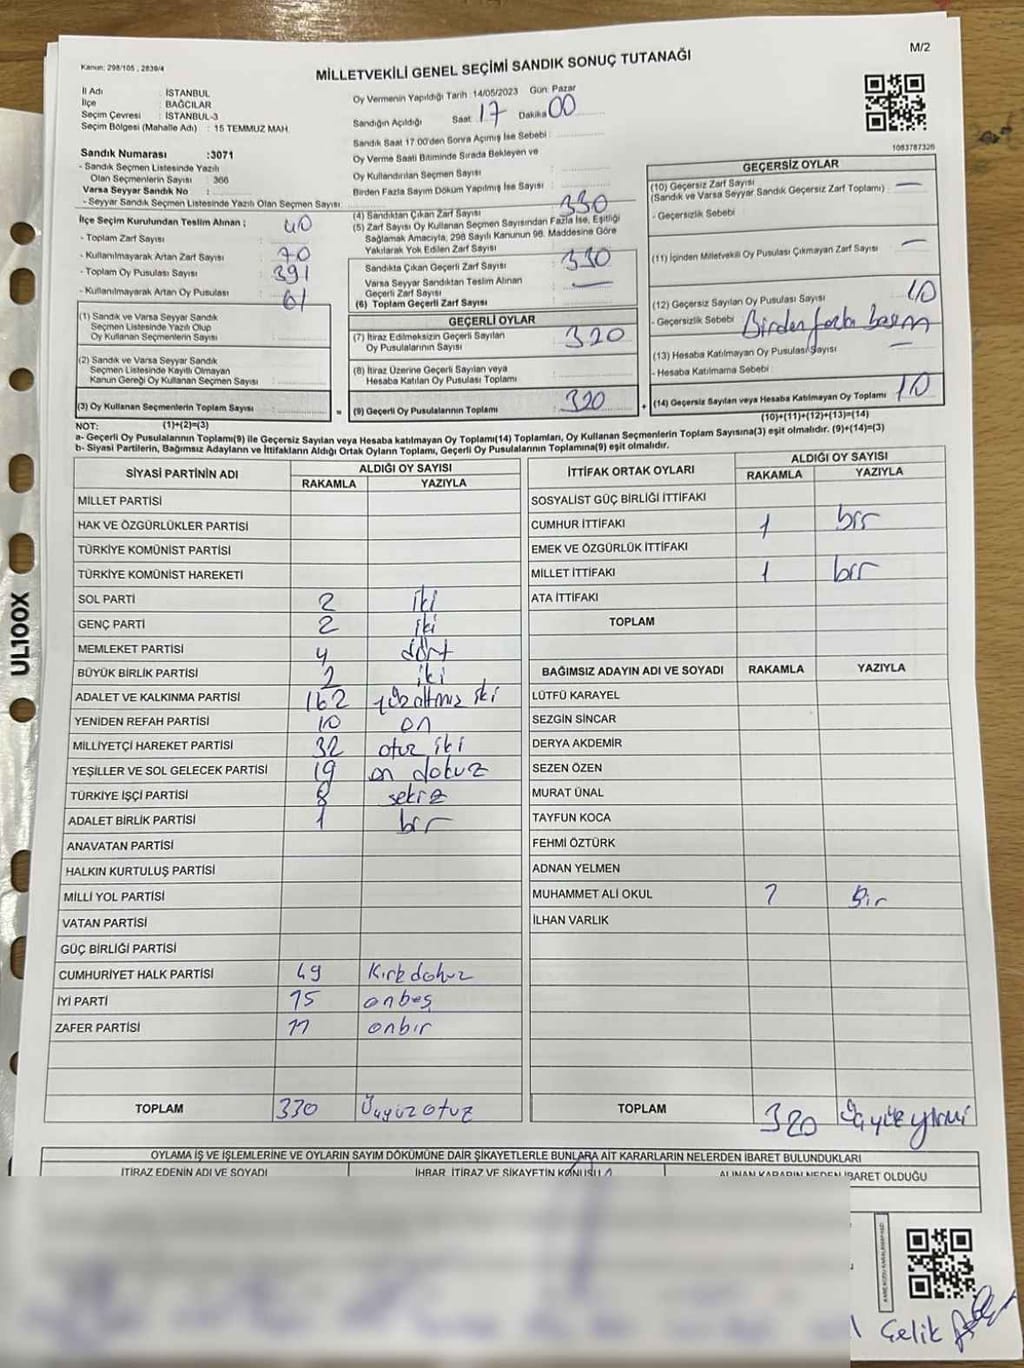 M/2
Kanun: 298/105 , 2839/4
MİLLETVEKİLİ GENEL SEÇİMİ SANDIK SONUÇ TUTANAĞI
İl Adı : İSTANBUL
İlçe : BAĞCILAR
Seçim Çevresi : İSTANBUL-3
Seçim Bölgesi (Mahalle Adı) : 15 TEMMUZ MAH.
Sandık Numarası :3071
- Sandık Seçmen Listesinde Yazılı
Olan Seçmenlerin Sayısı : 366
Varsa Seyyar Sandık No :
- Seyyar Sandık Seçmen Listesinde Yazılı Olan Seçmen Sayısı:
İlçe Seçim Kurulundan Teslim Alınan ;
- Toplam Zarf Sayısı : 40
- Kullanılmayarak Artan Zarf Sayısı : 70
- Toplam Oy Pusulası Sayısı : 391
- Kullanılmayarak Artan Oy Pusulası : 61
(1) Sandık ve Varsa Seyyar Sandık
Seçmen Listesinde Yazılı Olup
Oy Kullanan Seçmenlerin Sayısı :
(2) Sandık ve Varsa Seyyar Sandık
Seçmen Listesinde Kayıtlı Olmayan
Kanun Gereği Oy Kullanan Seçmen Sayısı :
(3) Oy Kullanan Seçmenlerin Toplam Sayısı :
(1)+(2)=(3)
Oy Vermenin Yapıldığı Tarih :14/05/2023 Gün: Pazar
Sandığın Açıldığı Saat : 17 Dakika: 00
Sandık Saat 17:00'den Sonra Açılmış İse Sebebi :
Oy Verme Saati Bitiminde Sırada Bekleyen ve
Oy Kullandırılan Seçmen Sayısı :
Birden Fazla Sayım Döküm Yapılmış İse Sayısı :
(4) Sandıktan Çıkan Zarf Sayısı : 330
(5) Zarf Sayısı Oy Kullanan Seçmen Sayısından Fazla İse, Eşitliği
Sağlamak Amacıyla, 298 Sayılı Kanunun 98. Maddesine Göre
Yakılarak Yok Edilen Zarf Sayısı :
Sandıkta Çıkan Geçerli Zarf Sayısı : 330
Varsa Seyyar Sandıktan Teslim Alınan
Geçerli Zarf Sayısı : —
(6) Toplam Geçerli Zarf Sayısı :
GEÇERLİ OYLAR
(7) İtiraz Edilmeksizin Geçerli Sayılan
Oy Pusulalarının Sayısı : 320
(8) İtiraz Üzerine Geçerli Sayılan veya
Hesaba Katılan Oy Pusulası Toplamı :
= (9) Geçerli Oy Pusulalarının Toplamı : 320 +
1083787326
GEÇERSİZ OYLAR
(10) Geçersiz Zarf Sayısı
(Sandık ve Varsa Seyyar Sandık Geçersiz Zarf Toplamı) : —
- Geçersizlik Sebebi :
(11) İçinden Milletvekili Oy Pusulası Çıkmayan Zarf Sayısı : —
(12) Geçersiz Sayılan Oy Pusulası Sayısı : 10
- Geçersizlik Sebebi : Birden fazla basım
(13) Hesaba Katılmayan Oy Pusulası Sayısı : —
- Hesaba Katılmama Sebebi :
(14) Geçersiz Sayılan veya Hesaba Katılmayan Oy Toplamı : 10
(10)+(11)+(12)+(13)=(14)
NOT:
a- Geçerli Oy Pusulalarının Toplamı(9) ile Geçersiz Sayılan veya Hesaba katılmayan Oy Toplamı(14) Toplamları, Oy Kullanan Seçmenlerin Toplam Sayısına(3) eşit olmalıdır. (9)+(14)=(3)
b- Siyasi Partilerin, Bağımsız Adayların ve İttifakların Aldığı Ortak Oyların Toplamı, Geçerli Oy Pusulalarının Toplamına(9) eşit olmalıdır.
SİYASİ PARTİNİN ADI ALDIĞI OY SAYISI
RAKAMLA YAZIYLA
MİLLET PARTİSİ
HAK VE ÖZGÜRLÜKLER PARTİSİ
TÜRKİYE KOMÜNİST PARTİSİ
TÜRKİYE KOMÜNİST HAREKETİ
SOL PARTİ 2 iki
GENÇ PARTİ 2 iki
MEMLEKET PARTİSİ 4 dört
BÜYÜK BİRLİK PARTİSİ 2 iki
ADALET VE KALKINMA PARTİSİ 162 yüzaltmış iki
YENİDEN REFAH PARTİSİ 10 on
MİLLİYETÇİ HAREKET PARTİSİ 32 otuz iki
YEŞİLLER VE SOL GELECEK PARTİSİ 19 on dokuz
TÜRKİYE İŞÇİ PARTİSİ 8 sekiz
ADALET BİRLİK PARTİSİ 1 bir
ANAVATAN PARTİSİ
HALKIN KURTULUŞ PARTİSİ
MİLLİ YOL PARTİSİ
VATAN PARTİSİ
GÜÇ BİRLİĞİ PARTİSİ
CUMHURİYET HALK PARTİSİ 49 Kırkdokuz
İYİ PARTİ 15 onbeş
ZAFER PARTİSİ 11 onbir
TOPLAM 330 Üçyüzotuz
İTTİFAK ORTAK OYLARI ALDIĞI OY SAYISI
RAKAMLA YAZIYLA
SOSYALİST GÜÇ BİRLİĞİ İTTİFAKI
CUMHUR İTTİFAKI 1 bir
EMEK VE ÖZGÜRLÜK İTTİFAKI
MİLLET İTTİFAKI 1 bir
ATA İTTİFAKI
TOPLAM
BAĞIMSIZ ADAYIN ADI VE SOYADI RAKAMLA YAZIYLA
LÜTFÜ KARAYEL
SEZGİN SİNCAR
DERYA AKDEMİR
SEZEN ÖZEN
MURAT ÜNAL
TAYFUN KOCA
FEHMİ ÖZTÜRK
ADNAN YELMEN
MUHAMMET ALİ OKUL 1 Bir
İLHAN VARLIK
TOPLAM 320 Üçyüz yirmi
OYLAMA İŞ VE İŞLEMLERİNE VE OYLARIN SAYIM DÖKÜMÜNE DAİR ŞİKAYETLERLE BUNLARA AİT KARARLARIN NELERDEN İBARET BULUNDUKLARI
İTİRAZ EDENİN ADI VE SOYADI İHBAR, İTİRAZ VE ŞİKAYETİN KONUSU ALINAN KARARIN NEDEN İBARET OLDUĞU
Çelik
UL100X